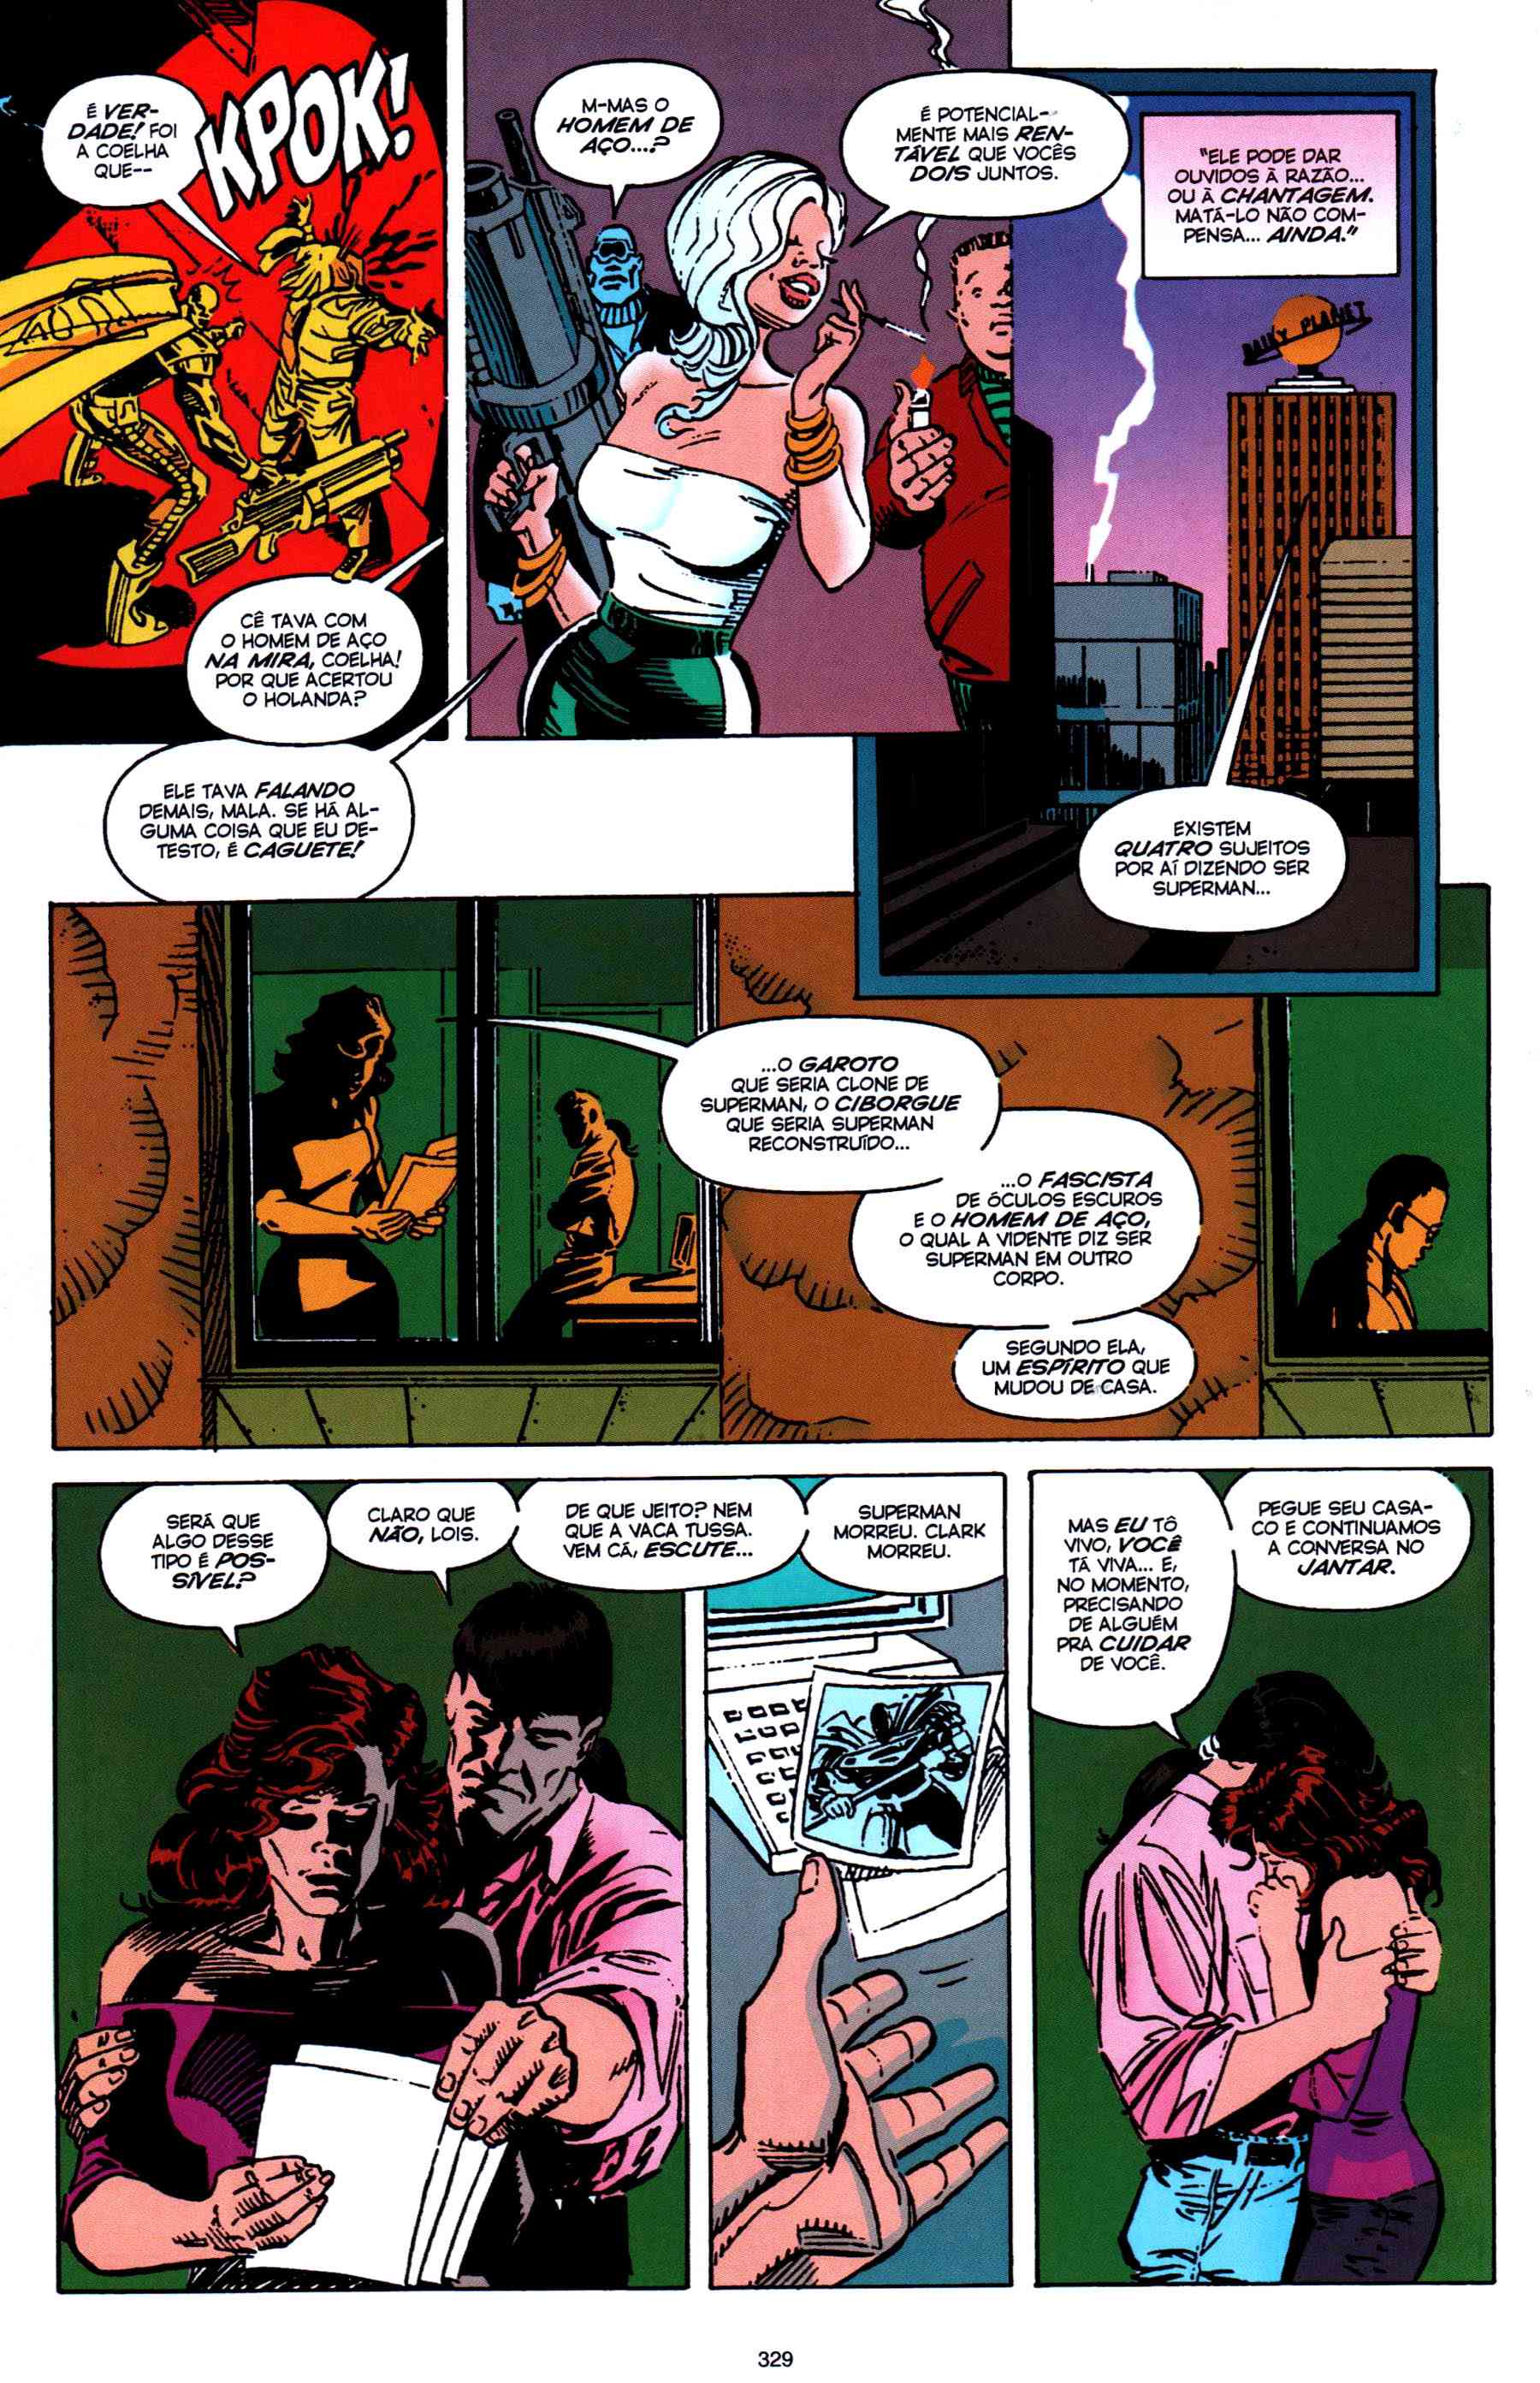 É VER-
DADE! FOI
A COELHA
QUE--
KPOK!
CÊ TAVA COM
O HOMEM DE AÇO
NA MIRA, COELHA!
POR QUE ACERTOU
O HOLANDA?
ELE TAVA FALANDO
DEMAIS, MALA. SE HÁ AL-
GUMA COISA QUE EU DE-
TESTO, É CAGUETE!
M-MAS O
HOMEM DE
AÇO...?
É POTENCIAL-
MENTE MAIS REN-
TÁVEL QUE VOCÊS
DOIS JUNTOS.
"ELE PODE DAR
OUVIDOS À RAZÃO...
OU À CHANTAGEM.
MATÁ-LO NÃO COM-
PENSA... AINDA."
DAILY PLANET
EXISTEM
QUATRO SUJEITOS
POR AÍ DIZENDO SER
SUPERMAN...
...O GAROTO
QUE SERIA CLONE DE
SUPERMAN, O CIBORGUE
QUE SERIA SUPERMAN
RECONSTRUÍDO...
...O FASCISTA
DE ÓCULOS ESCUROS
E O HOMEM DE AÇO,
O QUAL A VIDENTE DIZ SER
SUPERMAN EM OUTRO
CORPO.
SEGUNDO ELA,
UM ESPÍRITO QUE
MUDOU DE CASA.
SERÁ QUE
ALGO DESSE
TIPO É POS-
SÍVEL?
CLARO QUE
NÃO, LOIS.
DE QUE JEITO? NEM
QUE A VACA TUSSA.
VEM CÁ, ESCUTE...
SUPERMAN
MORREU. CLARK
MORREU.
MAS EU TÔ
VIVO, VOCÊ
TÁ VIVA... E,
NO MOMENTO,
PRECISANDO
DE ALGUÉM
PRA CUIDAR
DE VOCÊ.
PEGUE SEU CASA-
CO E CONTINUAMOS
A CONVERSA NO
JANTAR.
329